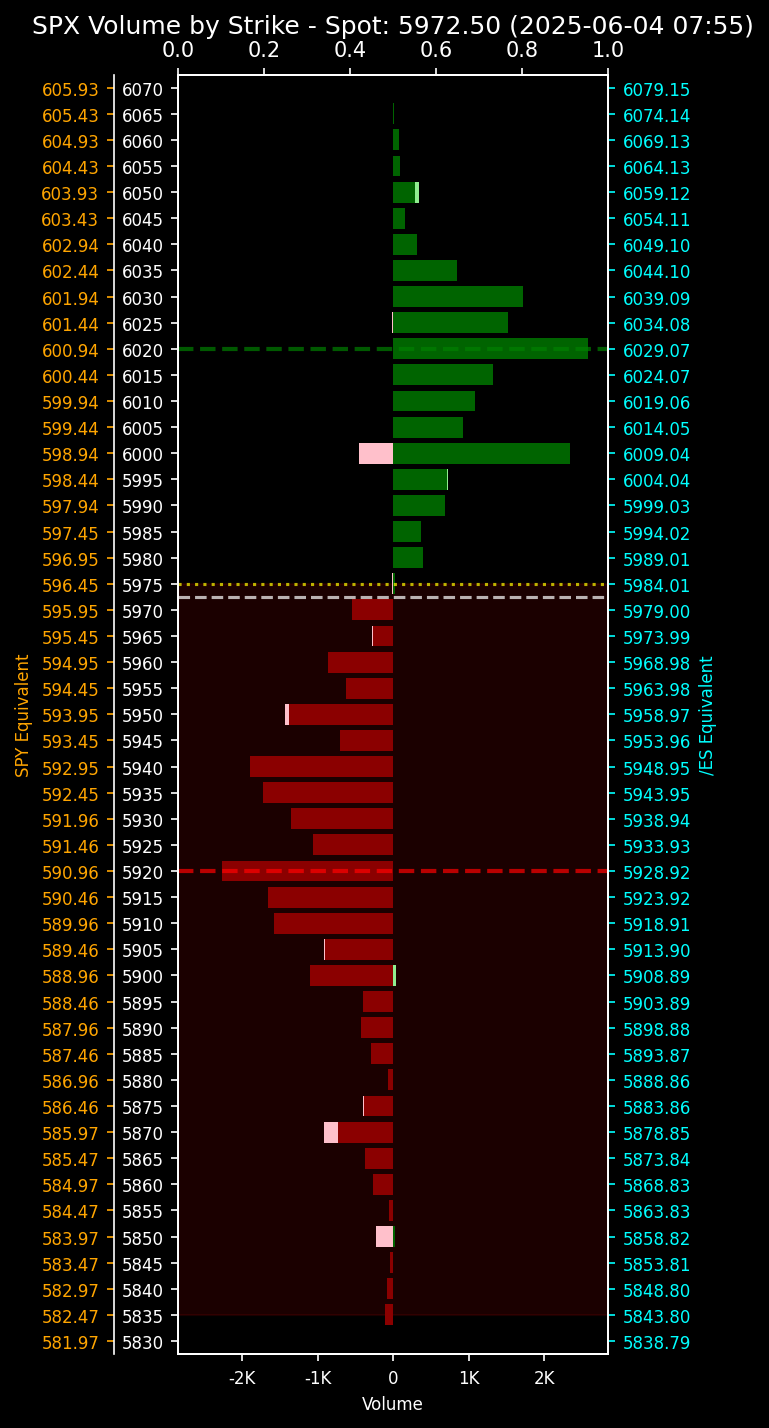 SPX Volume by Strike - Spot: 5972.50 (2025-06-04 07:55)
0.0 0.2 0.4 0.6 0.8 1.0
605.93 6070 6079.15
605.43 6065 6074.14
604.93 6060 6069.13
604.43 6055 6064.13
603.93 6050 6059.12
603.43 6045 6054.11
602.94 6040 6049.10
602.44 6035 6044.10
601.94 6030 6039.09
601.44 6025 6034.08
600.94 6020 6029.07
600.44 6015 6024.07
599.94 6010 6019.06
599.44 6005 6014.05
598.94 6000 6009.04
598.44 5995 6004.04
597.94 5990 5999.03
597.45 5985 5994.02
596.95 5980 5989.01
596.45 5975 5984.01
595.95 5970 5979.00
595.45 5965 5973.99
594.95 5960 5968.98
594.45 5955 5963.98
593.95 5950 5958.97
593.45 5945 5953.96
592.95 5940 5948.95
592.45 5935 5943.95
591.96 5930 5938.94
591.46 5925 5933.93
590.96 5920 5928.92
590.46 5915 5923.92
589.96 5910 5918.91
589.46 5905 5913.90
588.96 5900 5908.89
588.46 5895 5903.89
587.96 5890 5898.88
587.46 5885 5893.87
586.96 5880 5888.86
586.46 5875 5883.86
585.97 5870 5878.85
585.47 5865 5873.84
584.97 5860 5868.83
584.47 5855 5863.83
583.97 5850 5858.82
583.47 5845 5853.81
582.97 5840 5848.80
582.47 5835 5843.80
581.97 5830 5838.79
SPY Equivalent
/ES Equivalent
-2K -1K 0 1K 2K
Volume